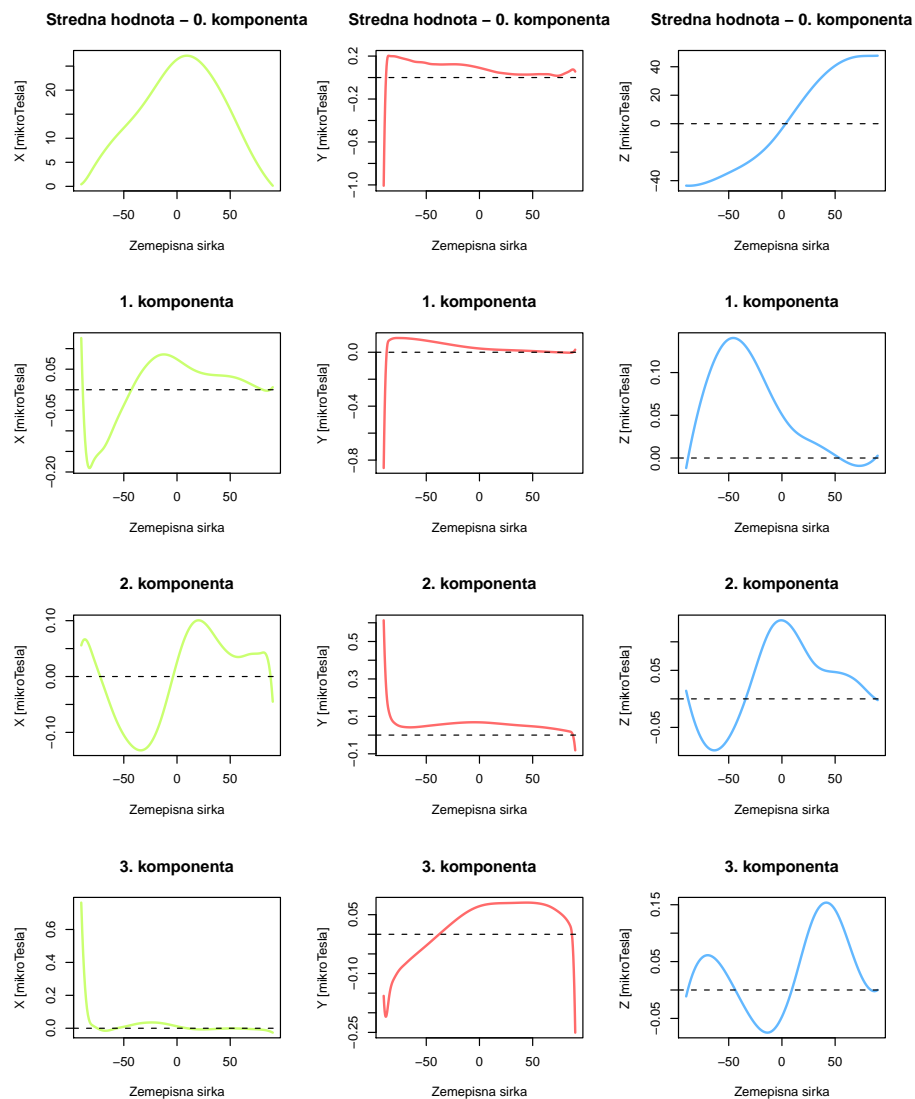 Stredna hodnota − 0. komponenta
X [mikroTesla]
0
5
10
20
−50
0
50
Zemepisna sirka
Stredna hodnota − 0. komponenta
Y [mikroTesla]
−1.0
−0.6
−0.2
0.2
−50
0
50
Zemepisna sirka
Stredna hodnota − 0. komponenta
Z [mikroTesla]
−40
0
20
40
−50
0
50
Zemepisna sirka
1. komponenta
X [mikroTesla]
−0.20
−0.05
0.05
−50
0
50
Zemepisna sirka
1. komponenta
Y [mikroTesla]
−0.8
−0.4
0.0
−50
0
50
Zemepisna sirka
1. komponenta
Z [mikroTesla]
0.00
0.05
0.10
−50
0
50
Zemepisna sirka
2. komponenta
X [mikroTesla]
−0.10
0.00
0.10
−50
0
50
Zemepisna sirka
2. komponenta
Y [mikroTesla]
−0.1
0.1
0.3
0.5
−50
0
50
Zemepisna sirka
2. komponenta
Z [mikroTesla]
−0.05
0.05
−50
0
50
Zemepisna sirka
3. komponenta
X [mikroTesla]
0.0
0.2
0.4
0.6
−50
0
50
Zemepisna sirka
3. komponenta
Y [mikroTesla]
−0.25
−0.10
0.05
−50
0
50
Zemepisna sirka
3. komponenta
Z [mikroTesla]
−0.05
0.05
0.15
−50
0
50
Zemepisna sirka